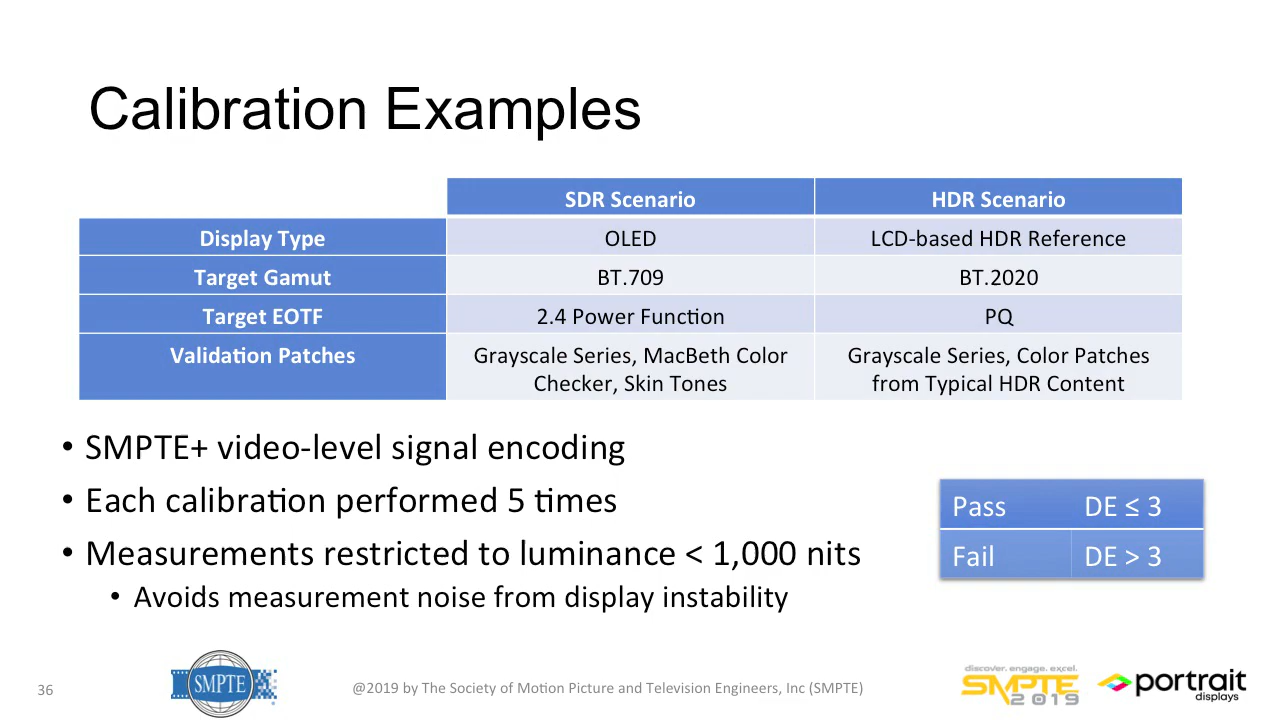 Calibration Examples
SDR Scenario HDR Scenario
Display Type OLED LCD-based HDR Reference
Target Gamut BT.709 BT.2020
Target EOTF 2.4 Power Function PQ
Validation Patches Grayscale Series, MacBeth Color Checker, Skin Tones Grayscale Series, Color Patches from Typical HDR Content
• SMPTE+ video-level signal encoding
• Each calibration performed 5 times
• Measurements restricted to luminance < 1,000 nits
• Avoids measurement noise from display instability
Pass DE ≤ 3
Fail DE > 3
36
SMPTE
@2019 by The Society of Motion Picture and Television Engineers, Inc (SMPTE)
discover. engage. excel.
SMPTE
2019
portrait
displays